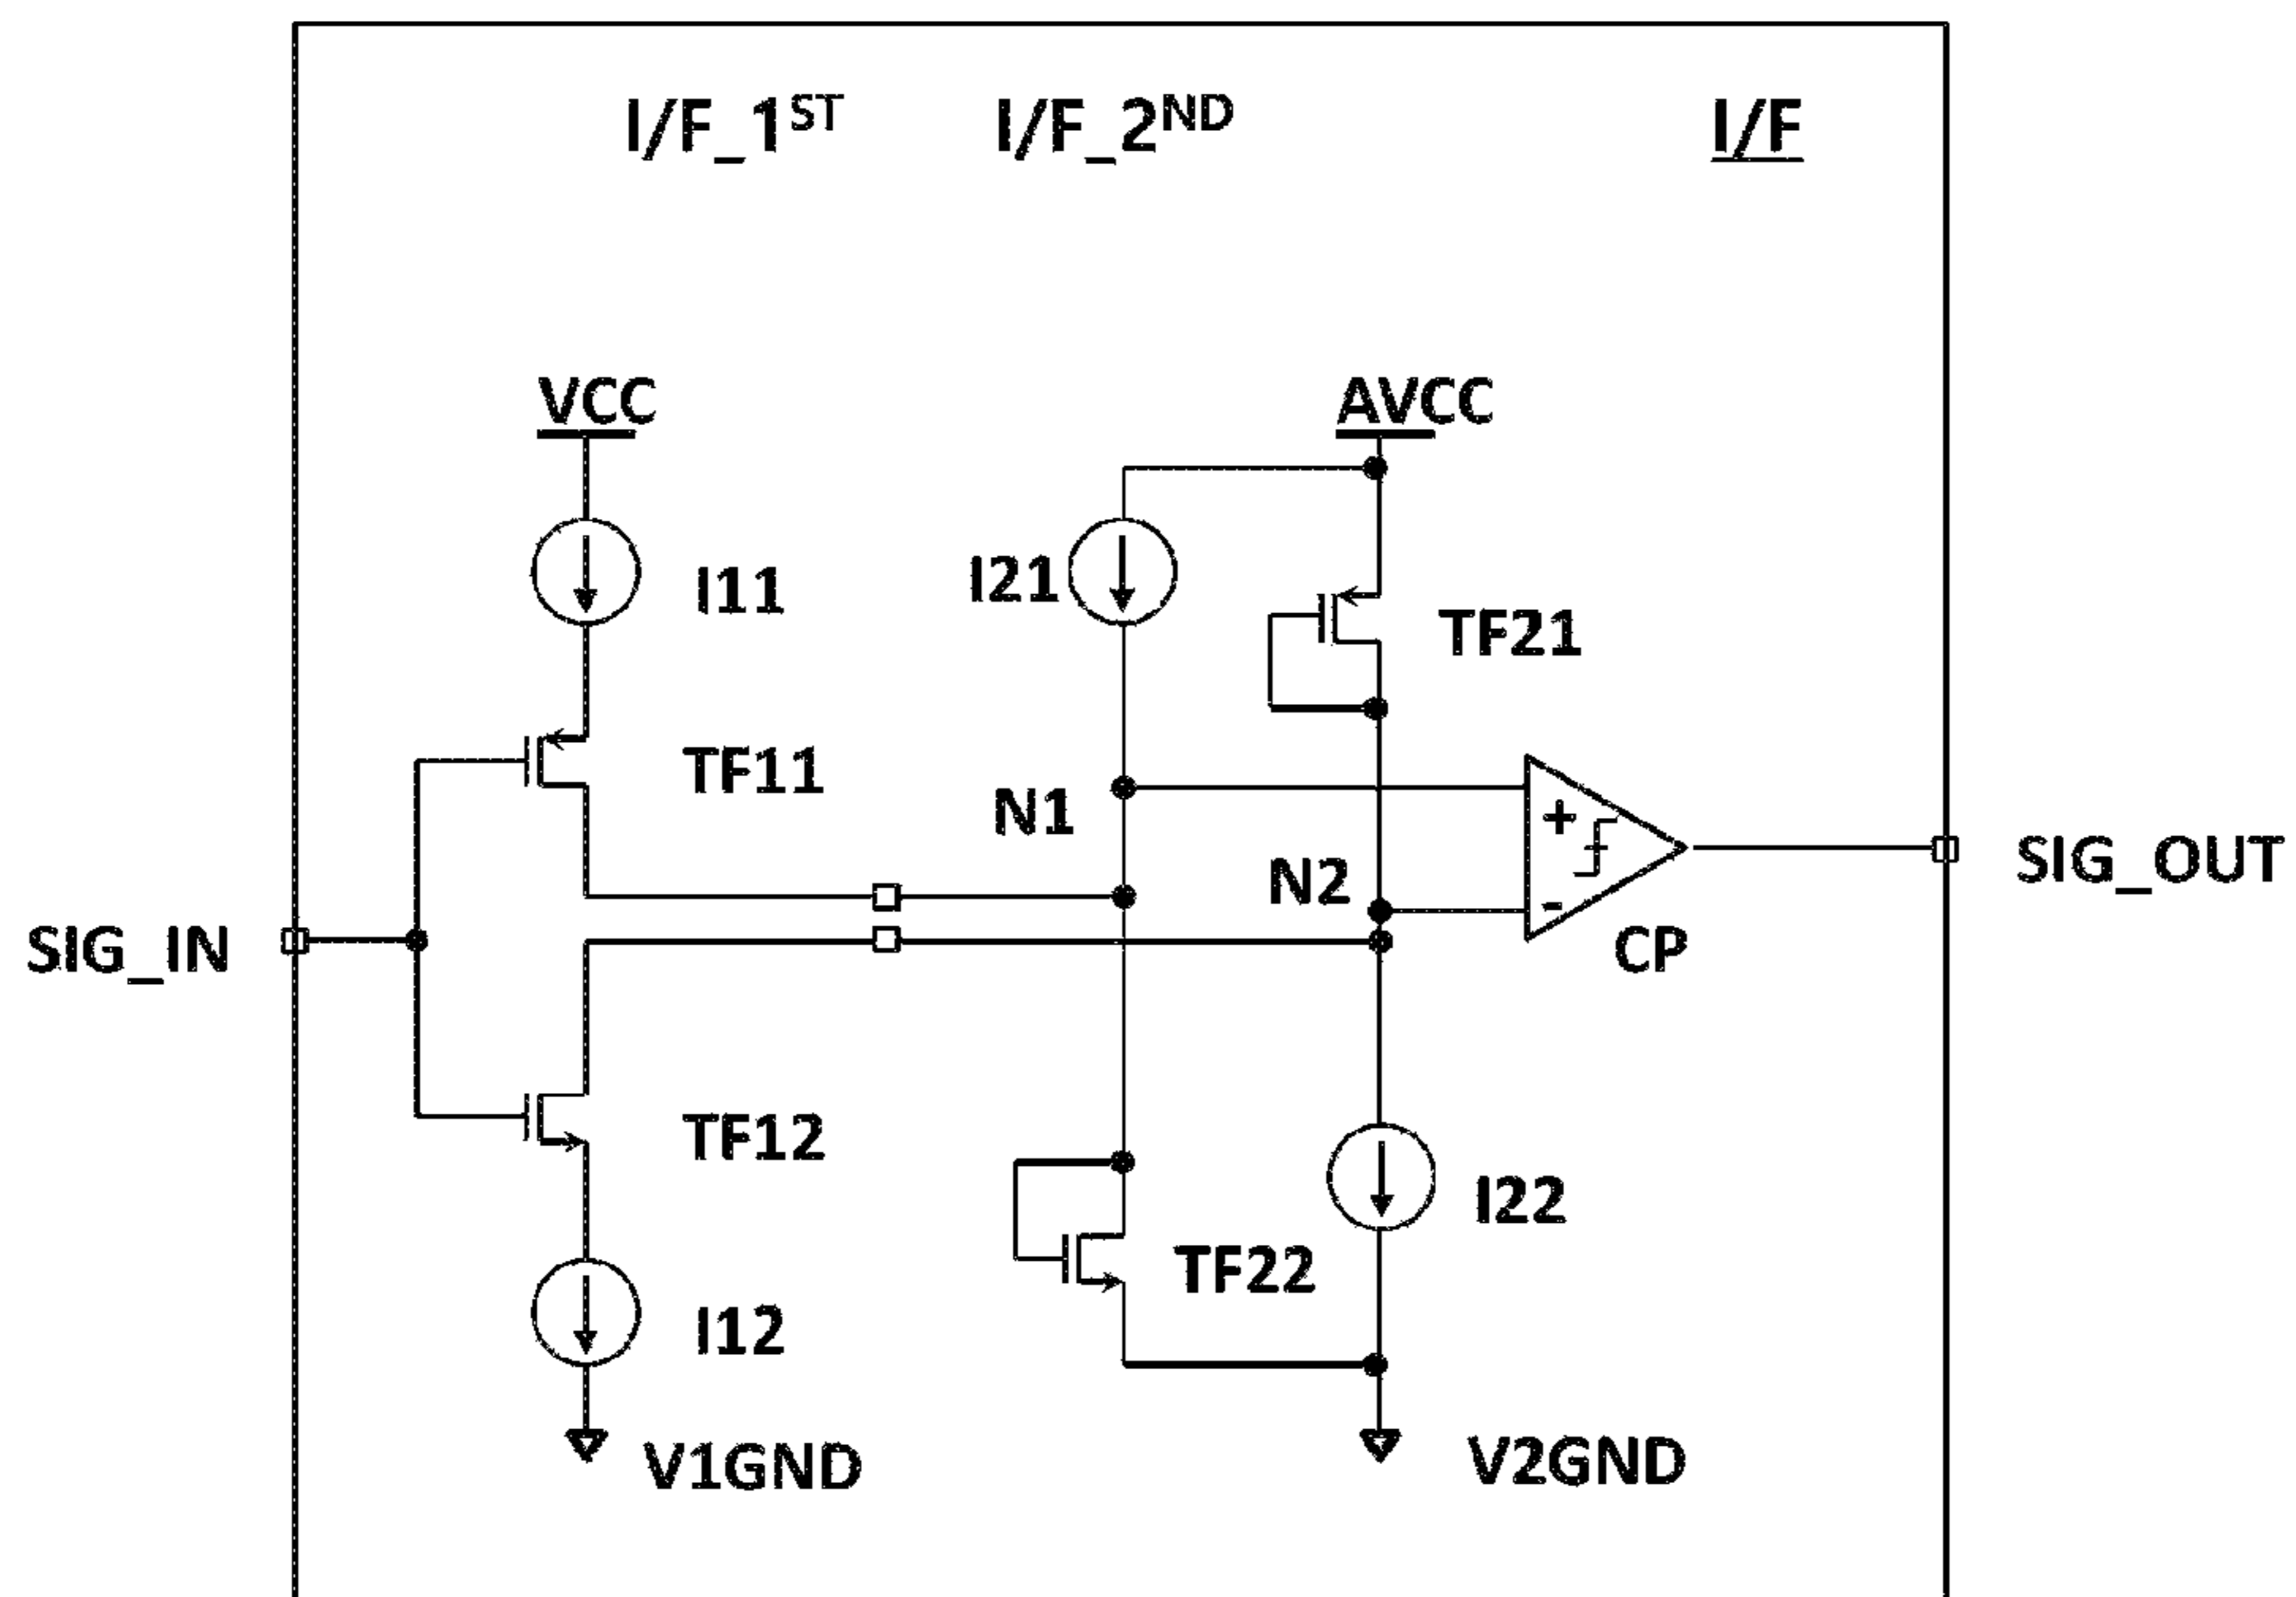 I/F_1ST I/F_2ND I/F
VCC AVCC
I11 I21
TF21
TF11
N1
N2
SIG_IN
SIG_OUT
+
-
CP
TF12
TF22
I22
I12
V1GND V2GND